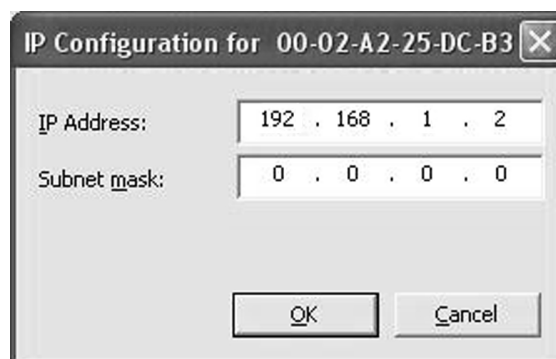 IP Configuration for 00-02-A2-25-DC-B3
IP Address: 192 . 168 . 1 . 2
Subnet mask: 0 . 0 . 0 . 0
OK Cancel